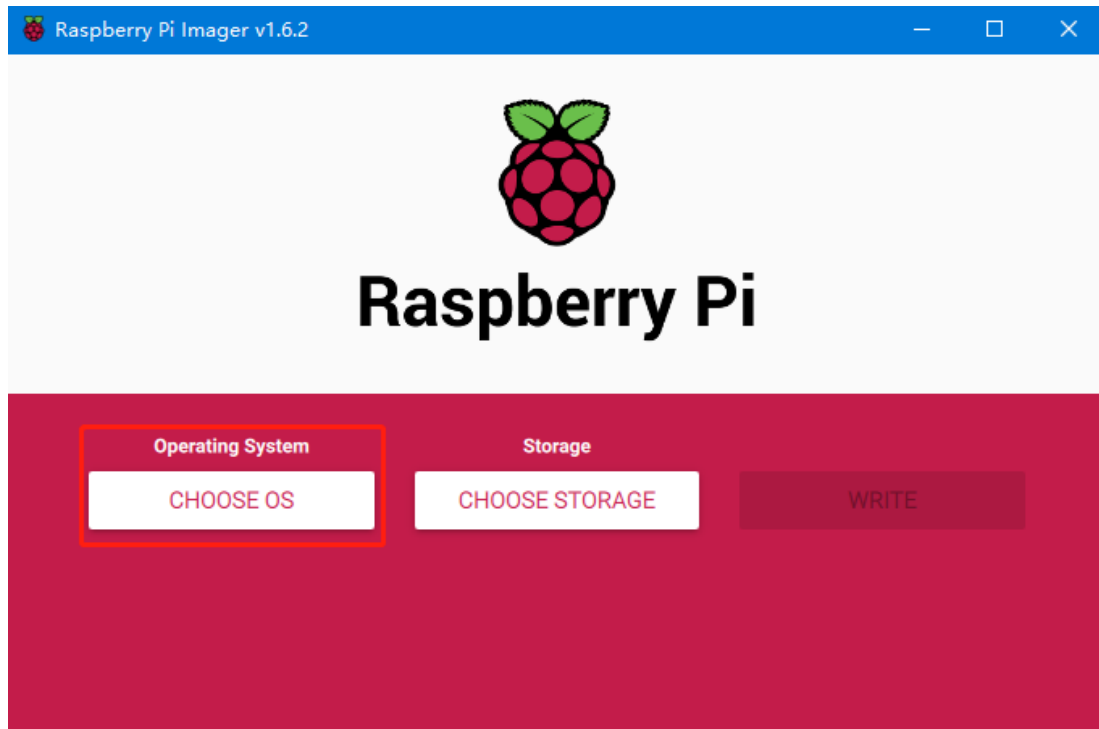 Raspberry Pi Imager v1.6.2
Raspberry Pi
Operating System
CHOOSE OS
Storage
CHOOSE STORAGE
WRITE